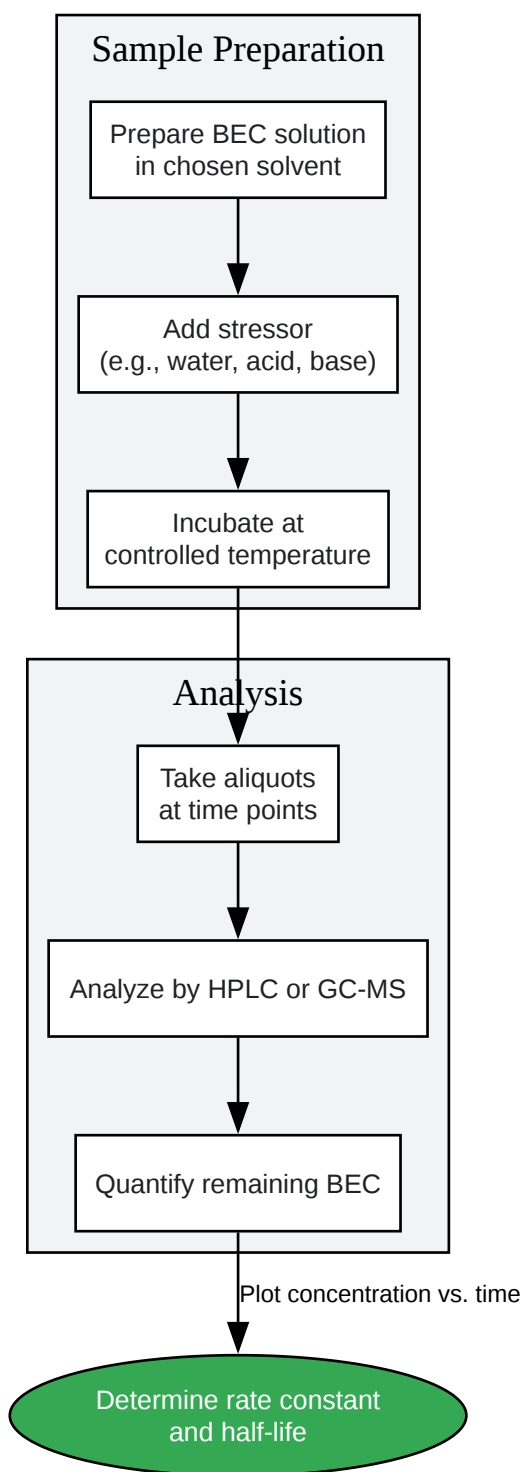 Sample Preparation
Prepare BEC solution
in chosen solvent
Add stressor
(e.g., water, acid, base)
Incubate at
controlled temperature
Analysis
Take aliquots
at time points
Analyze by HPLC or GC-MS
Quantify remaining BEC
Plot concentration vs. time
Determine rate constant
and half-life